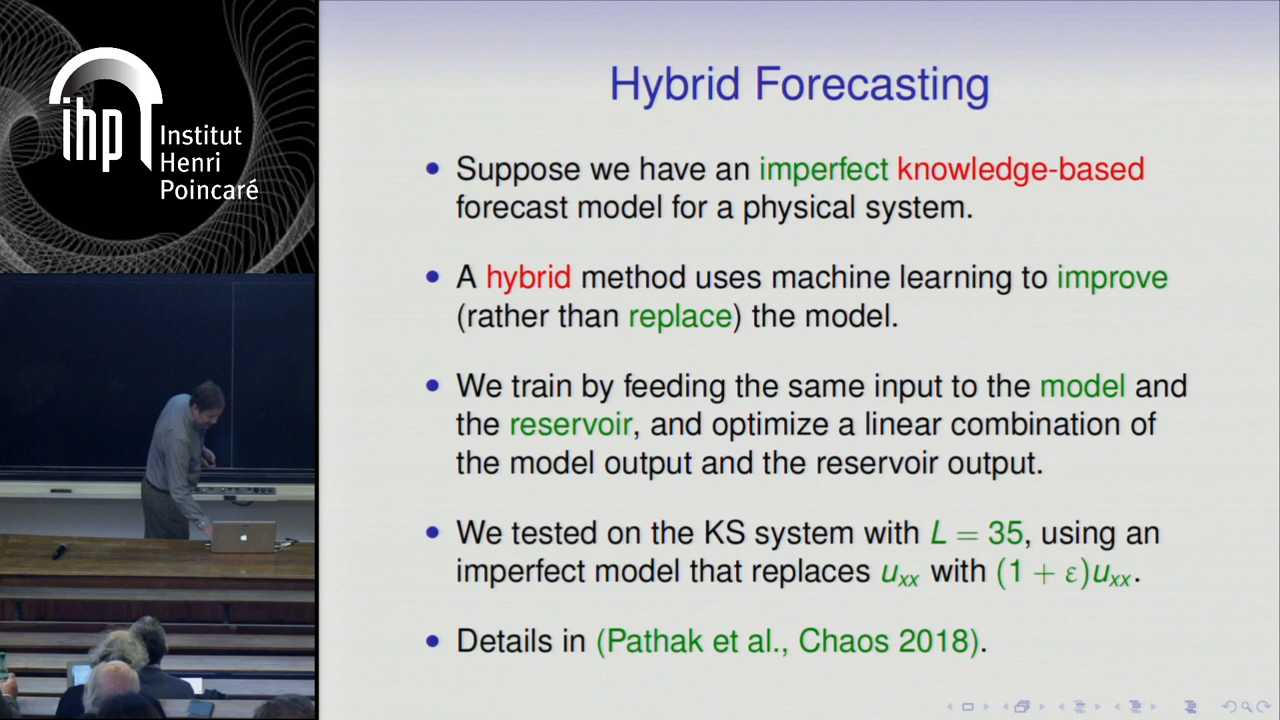 ihp
Institut
Henri
Poincaré
Hybrid Forecasting
• Suppose we have an imperfect knowledge-based
forecast model for a physical system.
• A hybrid method uses machine learning to improve
(rather than replace) the model.
• We train by feeding the same input to the model and
the reservoir, and optimize a linear combination of
the model output and the reservoir output.
• We tested on the KS system with L = 35, using an
imperfect model that replaces uₓₓ with (1 + ε)uₓₓ.
• Details in (Pathak et al., Chaos 2018).